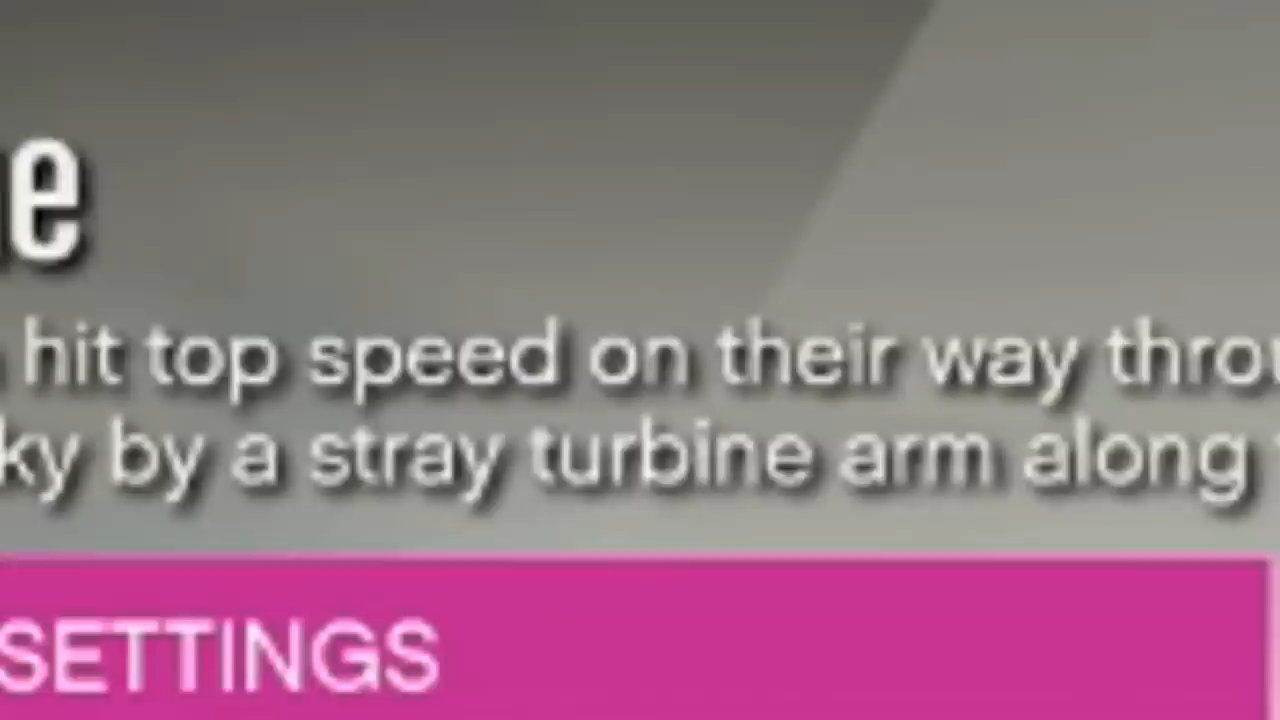 e
hit top speed on their way throu
ky by a stray turbine arm along
SETTINGS